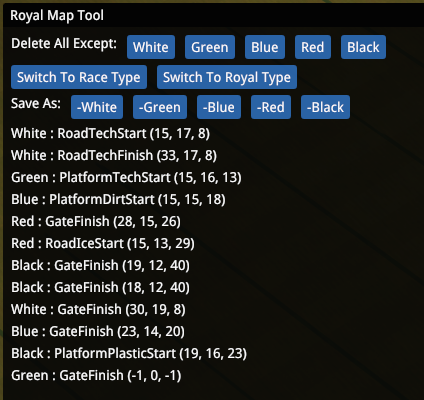 Royal Map Tool
Delete All Except: White Green Blue Red Black
Switch To Race Type Switch To Royal Type
Save As: -White -Green -Blue -Red -Black
White : RoadTechStart (15, 17, 8)
White : RoadTechFinish (33, 17, 8)
Green : PlatformTechStart (15, 16, 13)
Blue : PlatformDirtStart (15, 15, 18)
Red : GateFinish (28, 15, 26)
Red : RoadIceStart (15, 13, 29)
Black : GateFinish (19, 12, 40)
Black : GateFinish (18, 12, 40)
White : GateFinish (30, 19, 8)
Blue : GateFinish (23, 14, 20)
Black : PlatformPlasticStart (19, 16, 23)
Green : GateFinish (-1, 0, -1)